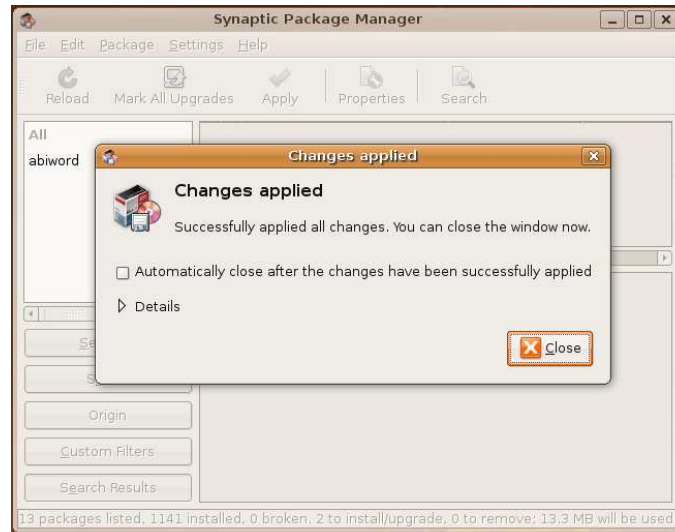 Synaptic Package Manager
File Edit Package Settings Help
Reload Mark All Upgrades Apply Properties Search
All
abiword
Changes applied
Changes applied
Successfully applied all changes. You can close the window now.
Automatically close after the changes have been successfully applied
Details
Close
Origin
Custom Filters
Search Results
13 packages listed, 1141 installed, 0 broken. 2 to install/upgrade, 0 to remove; 13.3 MB will be used